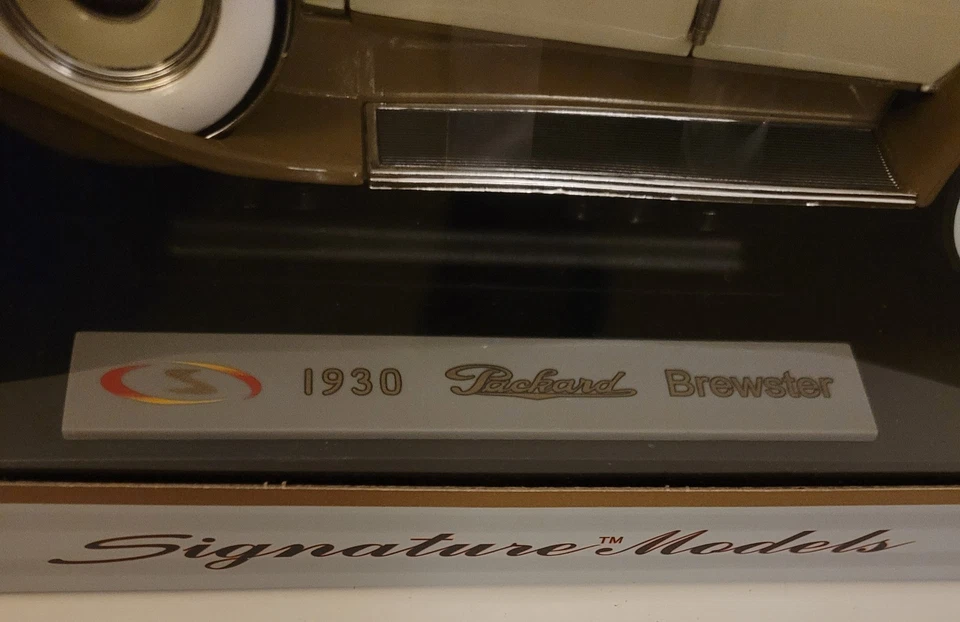 S 1930 Packard Brewster
Signature™ Models